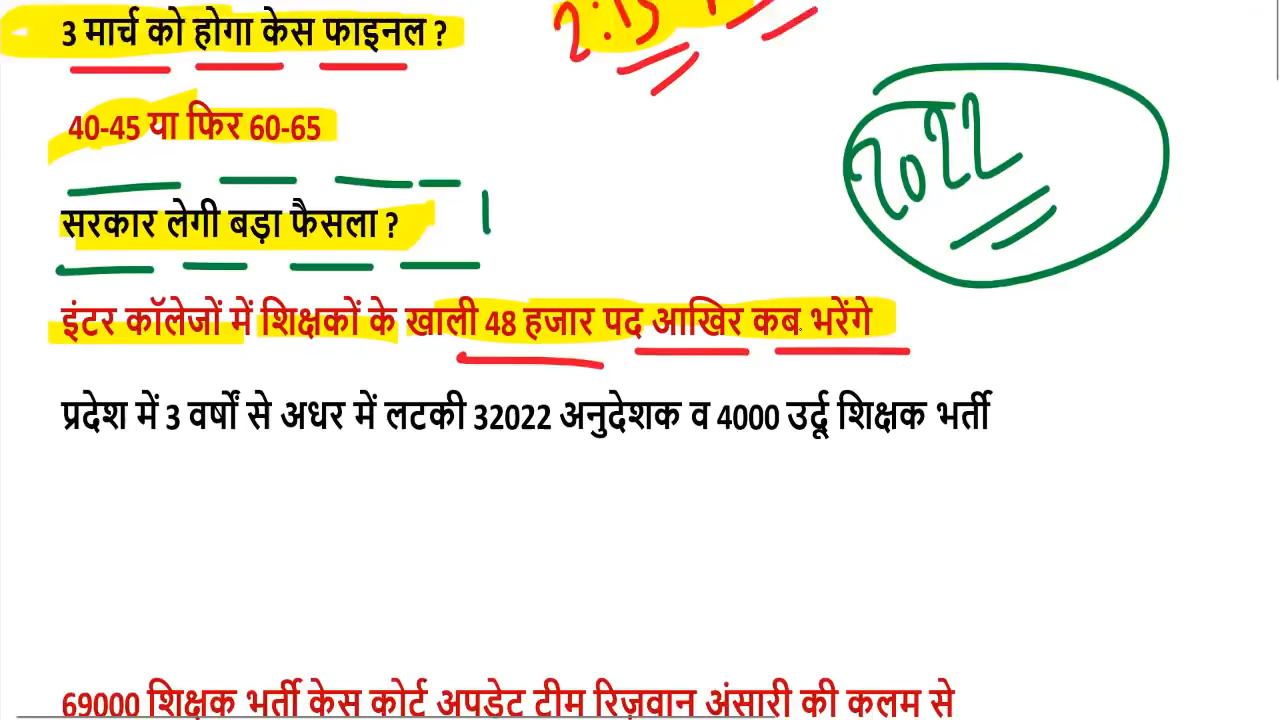 3 मार्च को होगा केस फाइनल ?
40-45 या फिर 60-65
सरकार लेगी बड़ा फैसला ?
2022
इंटर कॉलेजों में शिक्षकों के खाली 48 हजार पद आखिर कब भरेंगे
प्रदेश में 3 वर्षों से अधर में लटकी 32022 अनुदेशक व 4000 उर्दू शिक्षक भर्ती
69000 शिक्षक भर्ती केस कोर्ट अपडेट टीम रिज़वान अंसारी की कलम से